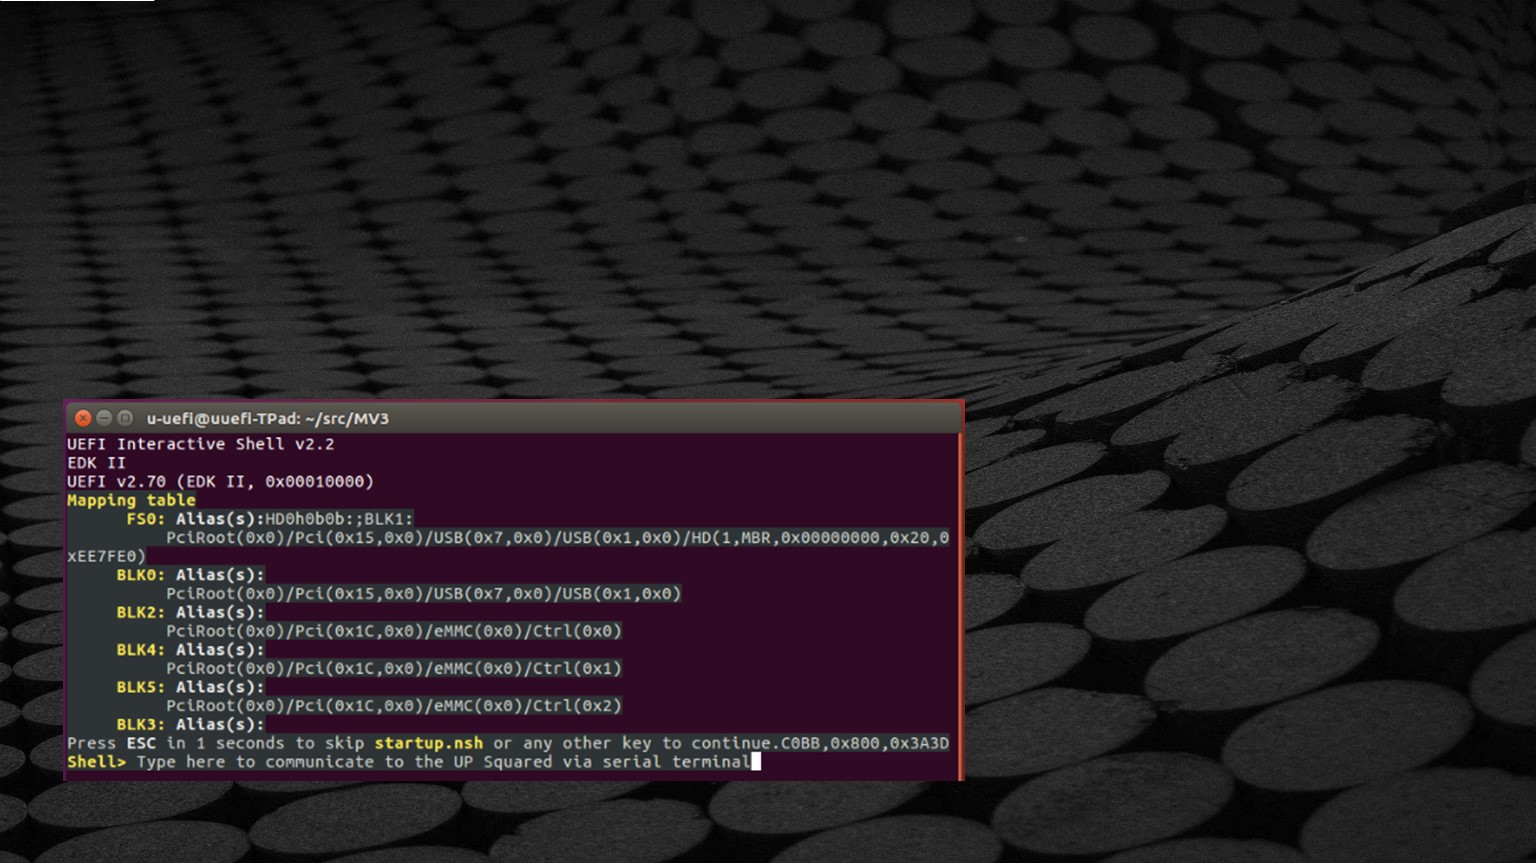 u-uefi@uuefi-TPad: ~/src/MV3
UEFI Interactive Shell v2.2
EDK II
UEFI v2.70 (EDK II, 0x00010000)
Mapping table
FS0: Alias(s):HD0h0b0b:;BLK1:
PciRoot(0x0)/Pci(0x15,0x0)/USB(0x7,0x0)/USB(0x1,0x0)/HD(1,MBR,0x00000000,0x20,0
xEE7FE0)
BLK0: Alias(s):
PciRoot(0x0)/Pci(0x15,0x0)/USB(0x7,0x0)/USB(0x1,0x0)
BLK2: Alias(s):
PciRoot(0x0)/Pci(0x1C,0x0)/eMMC(0x0)/Ctrl(0x0)
BLK4: Alias(s):
PciRoot(0x0)/Pci(0x1C,0x0)/eMMC(0x0)/Ctrl(0x1)
BLK5: Alias(s):
PciRoot(0x0)/Pci(0x1C,0x0)/eMMC(0x0)/Ctrl(0x2)
BLK3: Alias(s):
Press ESC in 1 seconds to skip startup.nsh or any other key to continue.C0BB,0x800,0x3A3D
Shell> Type here to communicate to the UP Squared via serial terminal